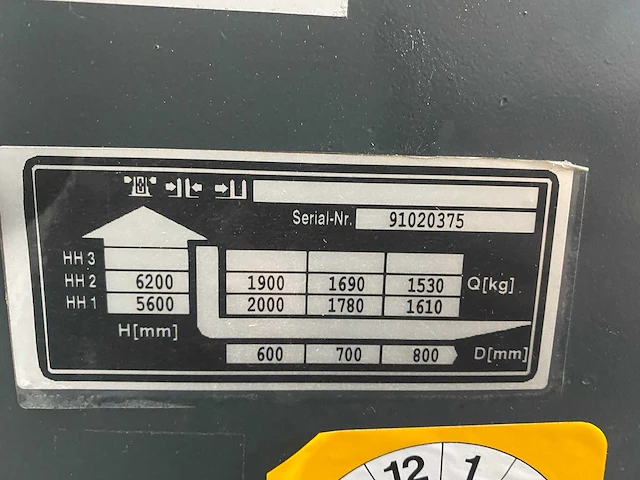 Serial-Nr. 91020375
HH 3
HH 2 6200 1900 1690 1530 Q[kg]
HH 1 5600 2000 1780 1610
H[mm]
600 700 800 D[mm]
12 1